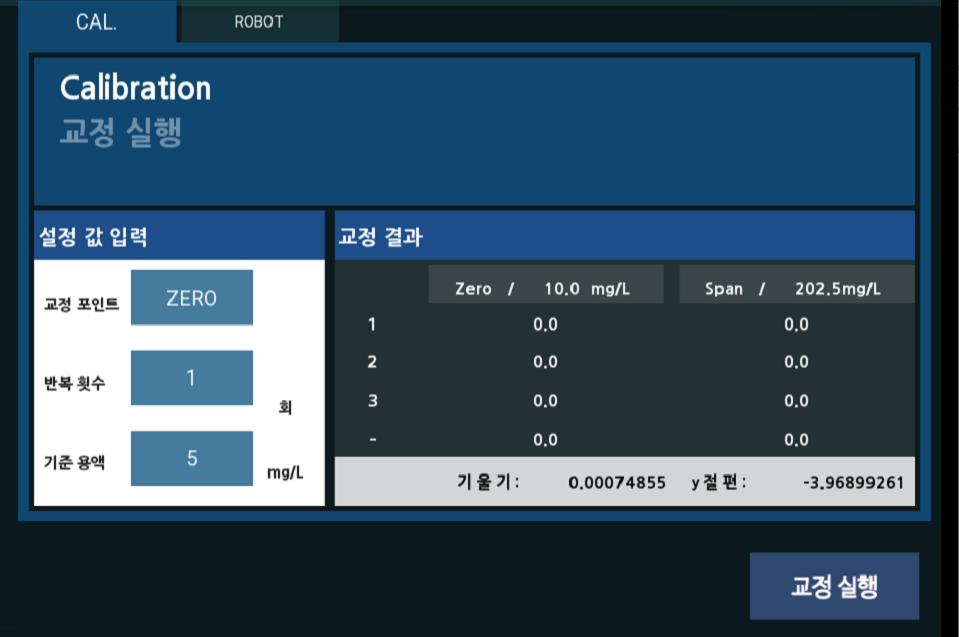 CAL. ROBOT
Calibration
교정 실행
설정 값 입력
교정 포인트 ZERO
반복 횟수 1 회
기준 용액 5 mg/L
교정 결과
Zero / 10.0 mg/L Span / 202.5mg/L
1 0.0 0.0
2 0.0 0.0
3 0.0 0.0
- 0.0 0.0
기울기: 0.00074855 y절편: -3.96899261
교정 실행